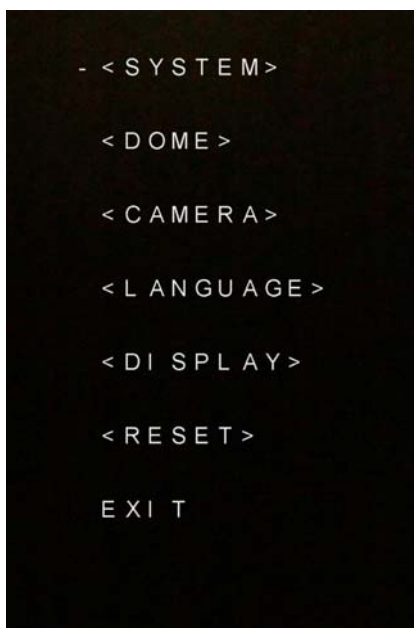 - <SYSTEM>
<DOME>
<CAMERA>
<LANGUAGE>
<DISPLAY>
<RESET>
EXIT